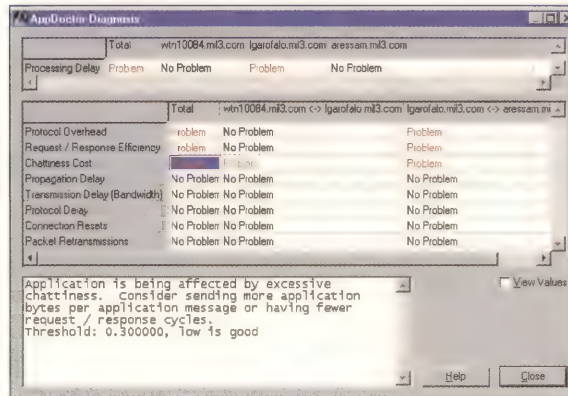 AppDoctor Diagnosis
Total wtn10084.mil3.com lgarofalo.mil3.com aressam.mil3.com
Processing Delay Problem No Problem Problem No Problem
Total wtn10084.mil3.com <-> lgarofalo.mil3.com lgarofalo.mil3.com <-> aressam.mi
Protocol Overhead roblem No Problem Problem
Request / Response Efficiency roblem No Problem Problem
Chattiness Cost Problem Problem
Propagation Delay No Problem No Problem No Problem
Transmission Delay (Bandwidth) No Problem No Problem No Problem
Protocol Delay No Problem No Problem No Problem
Connection Resets No Problem No Problem No Problem
Packet Retransmissions No Problem No Problem No Problem
Application is being affected by excessive
chattiness. Consider sending more application
bytes per application message or having fewer
request / response cycles.
Threshold: 0.300000, low is good
View Values
Help Close